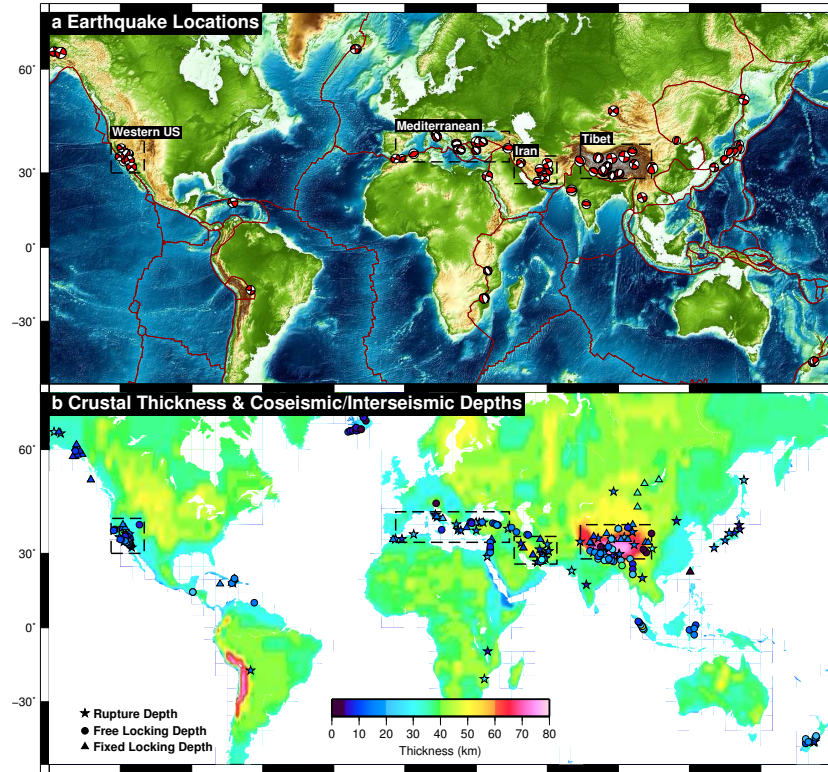 a Earthquake Locations
60°
30°
0°
−30°
Western US
Mediterranean
Iran
Tibet
b Crustal Thickness & Coseismic/Interseismic Depths
60°
30°
0°
−30°
Rupture Depth
Free Locking Depth
Fixed Locking Depth
0 10 20 30 40 50 60 70 80
Thickness (km)